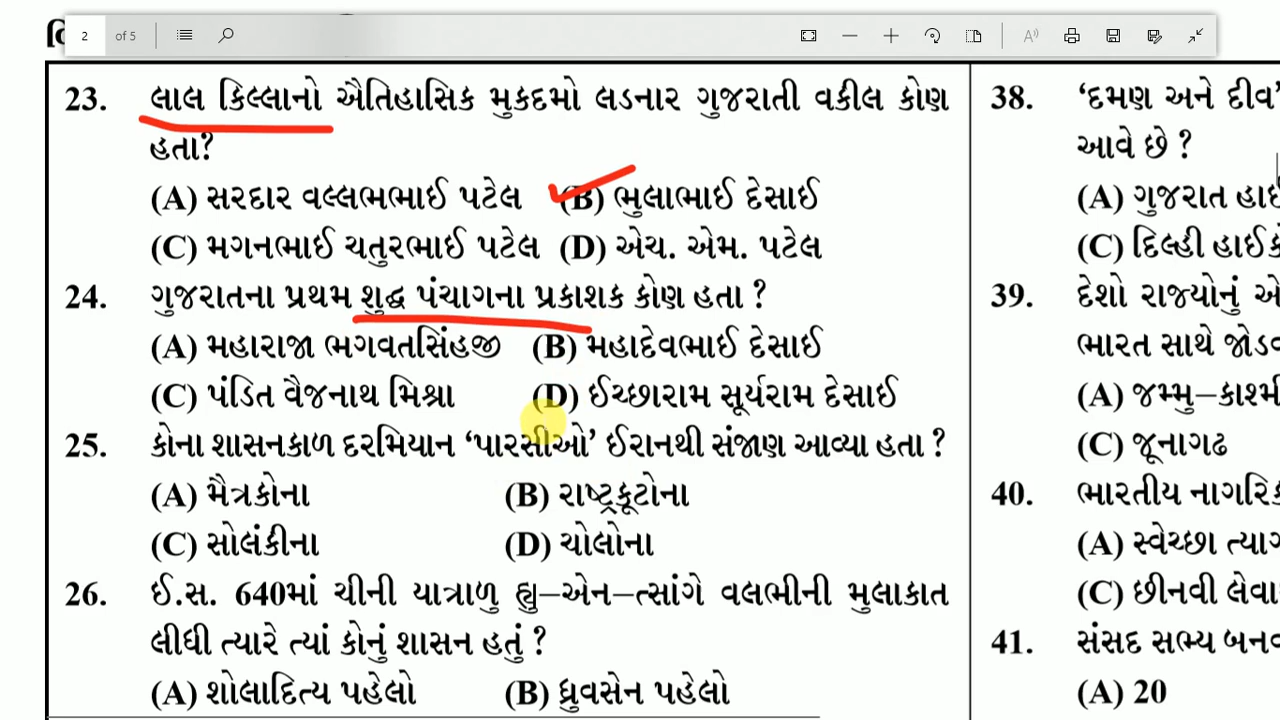 2 of 5
23. લાલ કિલ્લાનો ઐતિહાસિક મુકદમો લડનાર ગુજરાતી વકીલ કોણ
હતા?
(A) સરદાર વલ્લભભાઈ પટેલ (B) ભુલાભાઈ દેસાઈ
(C) મગનભાઈ ચતુરભાઈ પટેલ (D) એચ. એમ. પટેલ
24. ગુજરાતના પ્રથમ શુદ્ધ પંચાગના પ્રકાશક કોણ હતા ?
(A) મહારાજા ભગવતસિંહજી (B) મહાદેવભાઈ દેસાઈ
(C) પંડિત વૈજનાથ મિશ્રા (D) ઈચ્છારામ સૂર્યરામ દેસાઈ
25. કોના શાસનકાળ દરમિયાન ‘પારસીઓ’ ઈરાનથી સંજાણ આવ્યા હતા ?
(A) મૈત્રકોના (B) રાષ્ટ્રકૂટોના
(C) સોલંકીના (D) ચોલોના
26. ઈ.સ. 640માં ચીની યાત્રાળુ હ્યુ–એન–ત્સાંગે વલભીની મુલાકાત
લીધી ત્યારે ત્યાં કોનું શાસન હતું ?
(A) શોલાદિત્ય પહેલો (B) ધ્રુવસેન પહેલો
38. ‘દમણ અને દીવ’
આવે છે ?
(A) ગુજરાત
(C) દિલ્હી
39. દેશો રાજ્યોનું
ભારત સાથે
(A) જમ્મુ–
(C) જૂનાગઢ
40. ભારતીય
(A) સ્વેચ્છા
(C) છીનવી
41. સંસદ સભ્ય
(A) 20